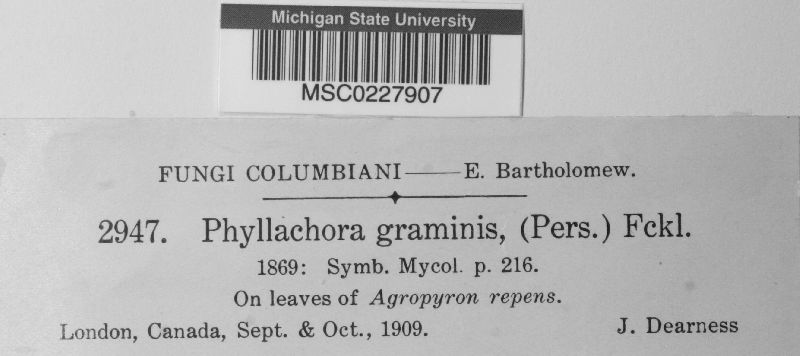 Michigan State University
MSC0227907
FUNGI COLUMBIANI—E. Bartholomew.
2947. Phyllachora graminis, (Pers.) Fckl.
1869: Symb. Mycol. p. 216.
On leaves of Agropyron repens.
London, Canada, Sept. & Oct., 1909. J. Dearness